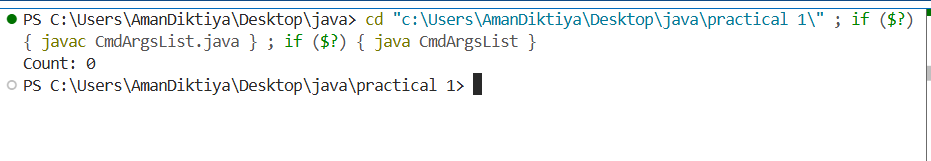 PS C:\Users\AmanDiktiya\Desktop\java> cd "c:\Users\AmanDiktiya\Desktop\java\practical 1\" ; if ($?)
{ javac CmdArgsList.java } ; if ($?) { java CmdArgsList }
Count: 0
PS C:\Users\AmanDiktiya\Desktop\java\practical 1>